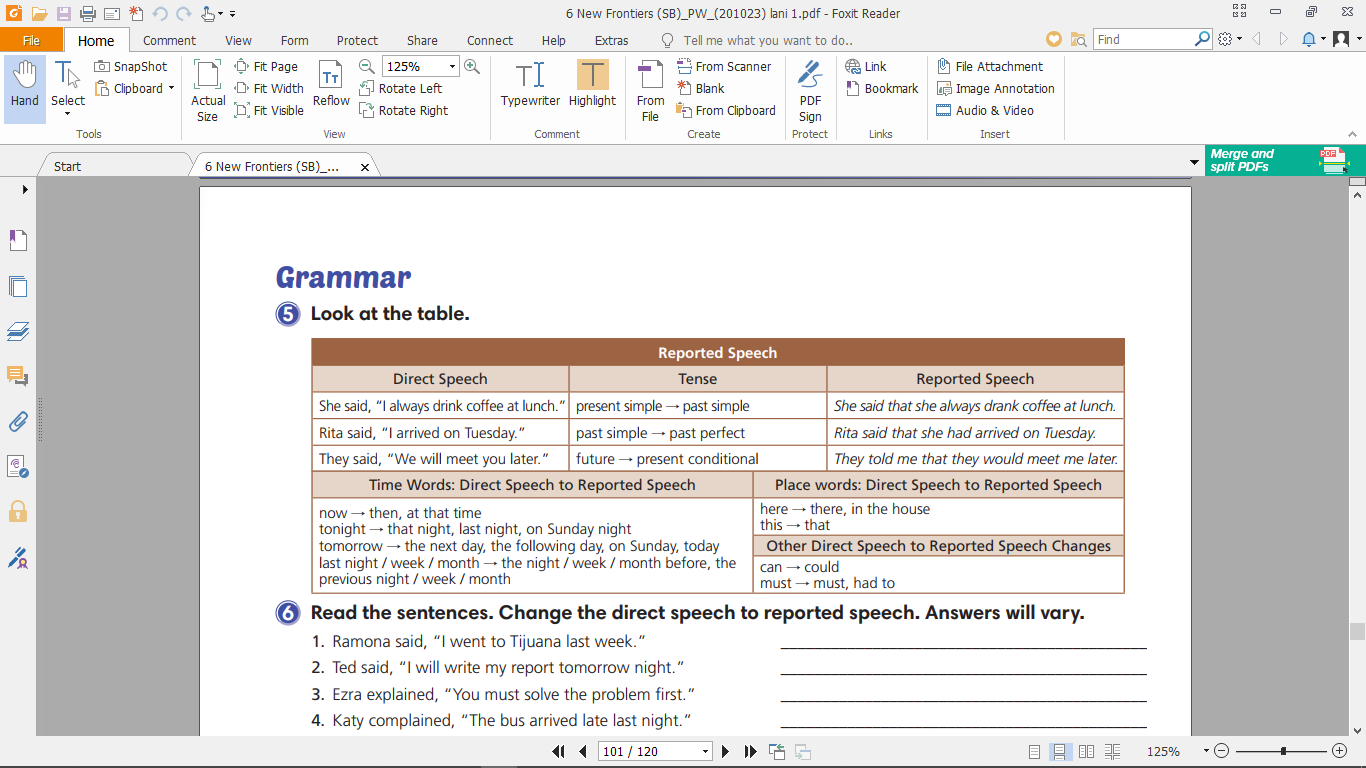 6 New Frontiers (SB)_PW_(201023) lani 1.pdf - Foxit Reader
File Home Comment View Form Protect Share Connect Help Extras Tell me what you want to do.. Find
Hand
Select
SnapShot
Clipboard
Tools
Actual Size
Fit Page
Fit Width
Fit Visible
Reflow
125%
Rotate Left
Rotate Right
View
Typewriter
Highlight
Comment
From File
From Scanner
Blank
From Clipboard
Create
PDF Sign
Protect
Link
Bookmark
Links
File Attachment
Image Annotation
Audio & Video
Insert
Start
6 New Frontiers (SB)_...
Merge and
split PDFs
PDF
Grammar
5 Look at the table.
Reported Speech
Direct Speech Tense Reported Speech
She said, “I always drink coffee at lunch.” present simple → past simple She said that she always drank coffee at lunch.
Rita said, “I arrived on Tuesday.” past simple → past perfect Rita said that she had arrived on Tuesday.
They said, “We will meet you later.” future → present conditional They told me that they would meet me later.
Time Words: Direct Speech to Reported Speech
now → then, at that time
tonight → that night, last night, on Sunday night
tomorrow → the next day, the following day, on Sunday, today
last night / week / month → the night / week / month before, the
previous night / week / month
Place words: Direct Speech to Reported Speech
here → there, in the house
this → that
Other Direct Speech to Reported Speech Changes
can → could
must → must, had to
6 Read the sentences. Change the direct speech to reported speech. Answers will vary.
1. Ramona said, “I went to Tijuana last week.”
2. Ted said, “I will write my report tomorrow night.”
3. Ezra explained, “You must solve the problem first.”
4. Katy complained, “The bus arrived late last night.”
101 / 120
125%